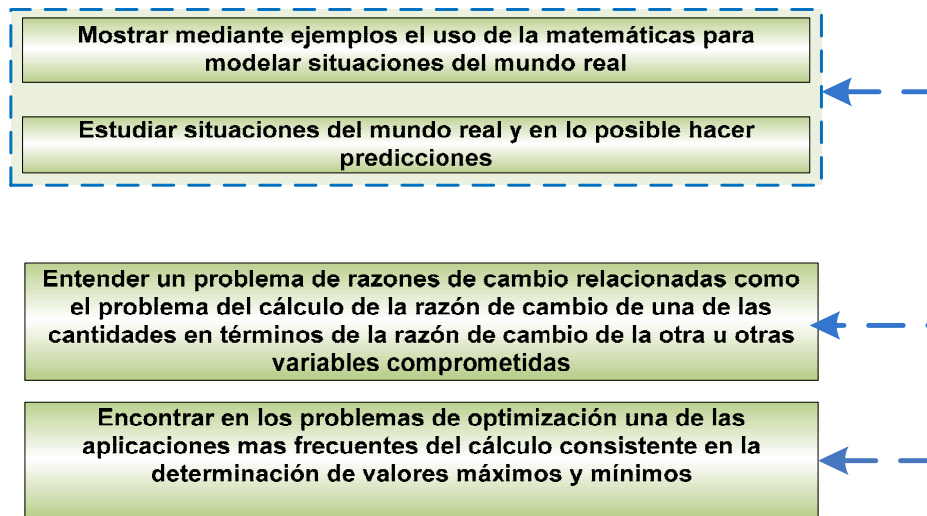 Mostrar mediante ejemplos el uso de la matemáticas para
modelar situaciones del mundo real
Estudiar situaciones del mundo real y en lo posible hacer
predicciones
Entender un problema de razones de cambio relacionadas como
el problema del cálculo de la razón de cambio de una de las
cantidades en términos de la razón de cambio de la otra u otras
variables comprometidas
Encontrar en los problemas de optimización una de las
aplicaciones mas frecuentes del cálculo consistente en la
determinación de valores máximos y mínimos